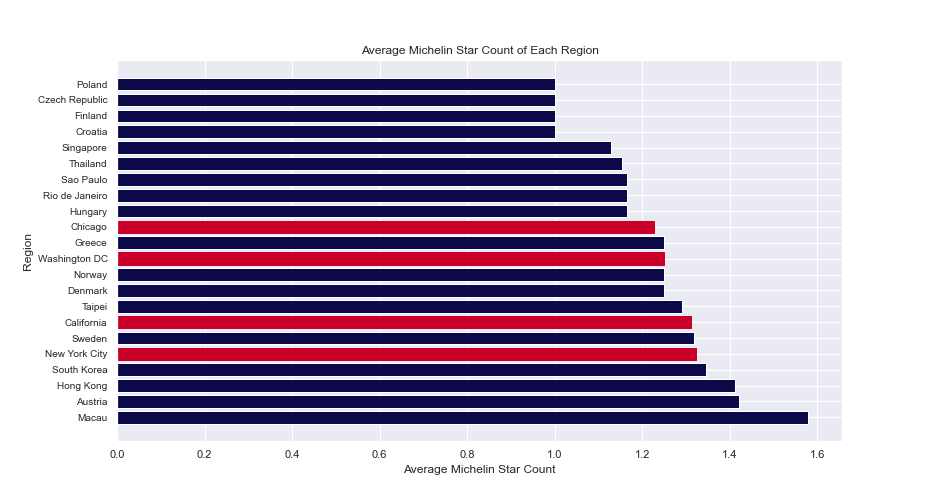 Average Michelin Star Count of Each Region
Region
Poland
Czech Republic
Finland
Croatia
Singapore
Thailand
Sao Paulo
Rio de Janeiro
Hungary
Chicago
Greece
Washington DC
Norway
Denmark
Taipei
California
Sweden
New York City
South Korea
Hong Kong
Austria
Macau
0.0 0.2 0.4 0.6 0.8 1.0 1.2 1.4 1.6
Average Michelin Star Count